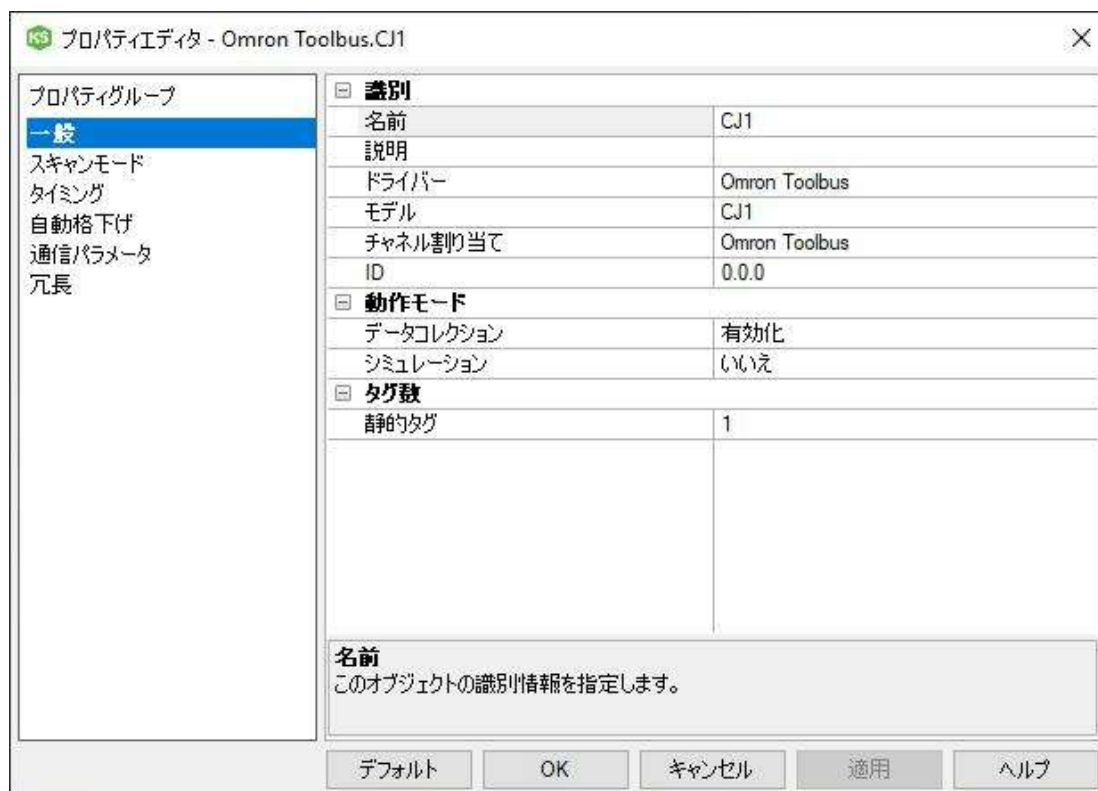 KS プロパティエディタ - Omron Toolbus.CJ1
プロパティグループ
一般
スキャンモード
タイミング
自動格下げ
通信パラメータ
冗長
識別
名前 CJ1
説明
ドライバー Omron Toolbus
モデル CJ1
チャネル割り当て Omron Toolbus
ID 0.0.0
動作モード
データコレクション 有効化
シミュレーション いいえ
タグ数
静的タグ 1
名前
このオブジェクトの識別情報を指定します。
デフォルト OK キャンセル 適用 ヘルプ